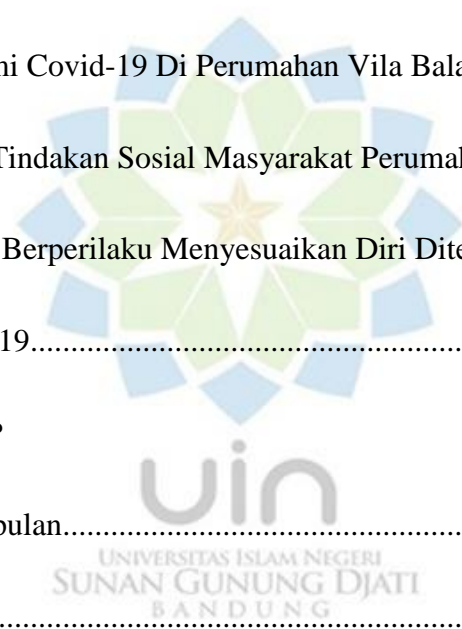 ni Covid-19 Di Perumahan Vila Bala
Tindakan Sosial Masyarakat Perumal
Berperilaku Menyesuaikan Diri Dite
19.......................................................
uin
pulan...................................................
UNIVERSITAS ISLAM NEGERI
SUNAN GUNUNG DJATI
BANDUNG
............................................................